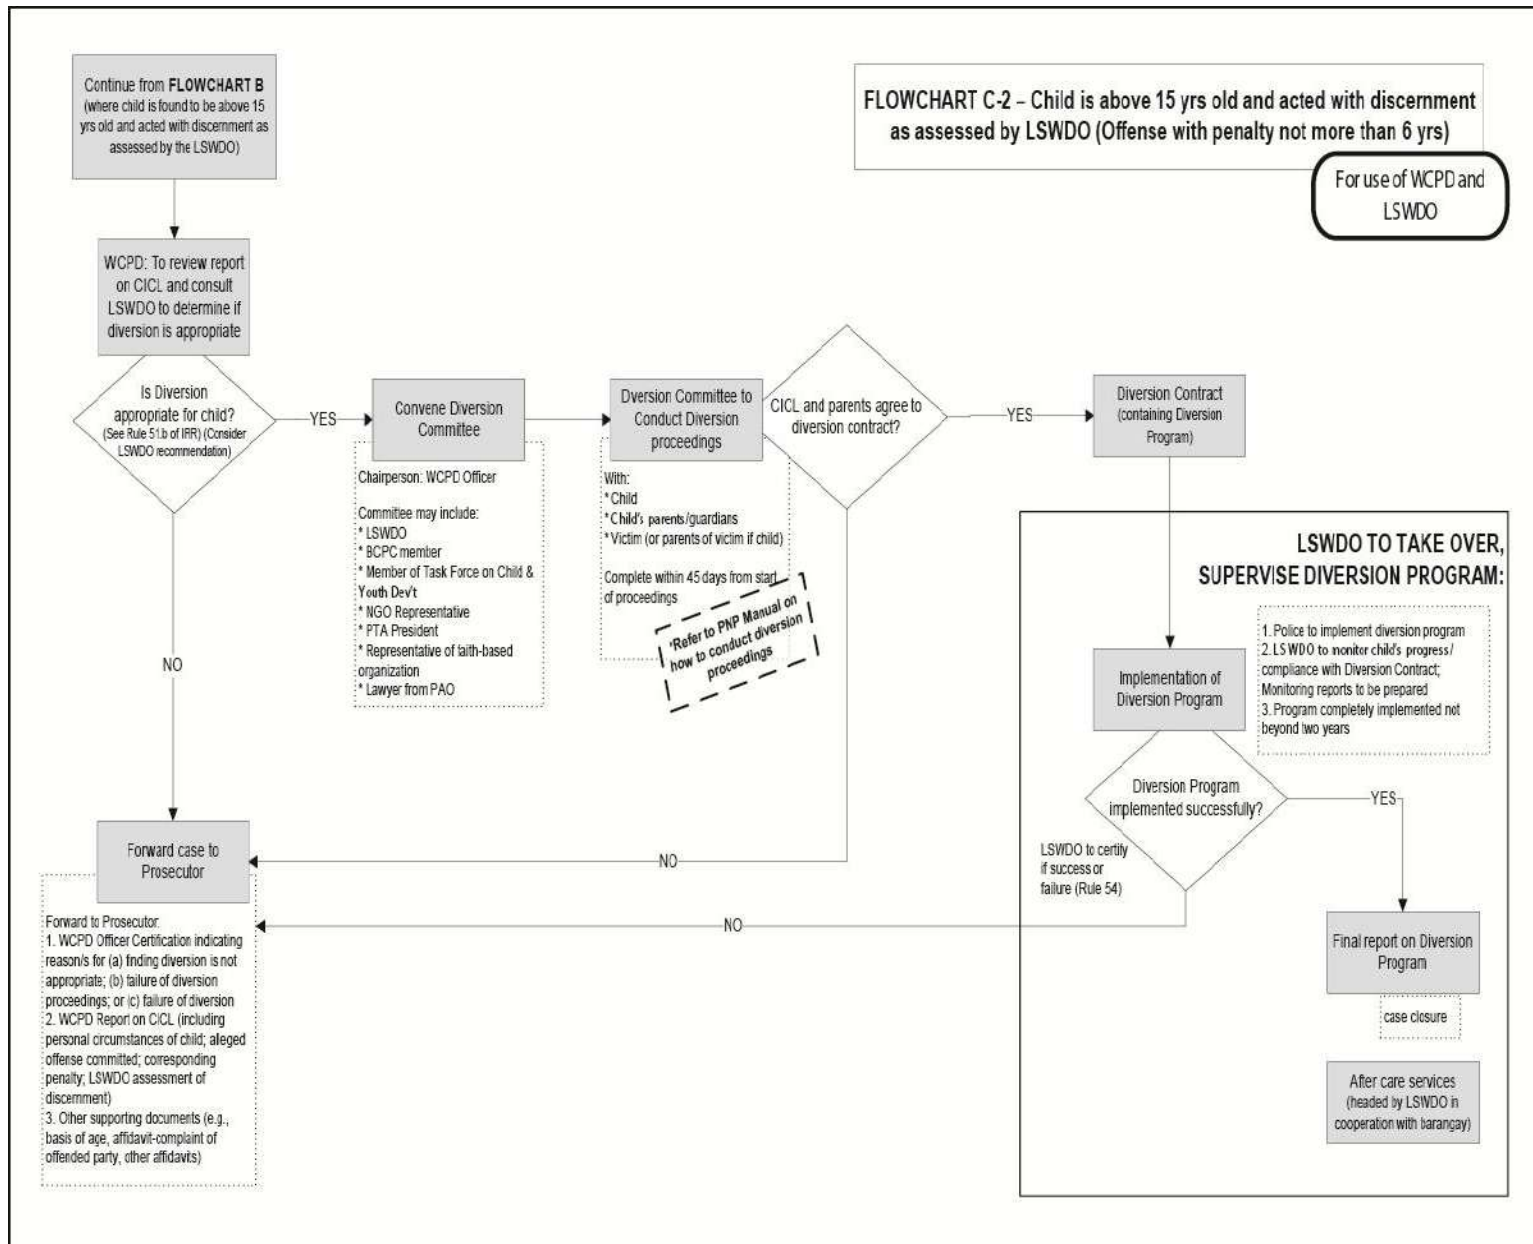 Continue from FLOWCHART B
(where child is found to be above 15
yrs old and acted with discernment as
assessed by the LSWDO)
FLOWCHART C-2 – Child is above 15 yrs old and acted with discernment
as assessed by LSWDO (Offense with penalty not more than 6 yrs)
For use of WCPD and
LSWDO
WCPD: To review report
on CICL and consult
LSWDO to determine if
diversion is appropriate
Is Diversion
appropriate for child?
(See Rule 51.b of IRR) (Consider
LSWDO recommendation)
YES
Convene Diversion
Committee
Chairperson: WCPD Officer
Committee may include:
* LSWDO
* BCPC member
* Member of Task Force on Child &
Youth Dev't
* NGO Representative
* PTA President
* Representative of faith-based
organization
* Lawyer from PAO
Dversion Committee to
Conduct Diversion
proceedings
With:
* Child
* Child's parents/guardians
* Victim (or parents of victim if child)
Complete within 45 days from start
of proceedings
*Refer to PNP Manual on
how to conduct diversion
proceedings
CICL and parents agree to
diversion contract?
YES
Diversion Contract
(containing Diversion
Program)
LSWDO TO TAKE OVER,
SUPERVISE DIVERSION PROGRAM:
1. Police to implement diversion program
2. LSWDO to monitor child's progress/
compliance with Diversion Contract;
Monitoring reports to be prepared
3. Program completely implemented not
beyond two years
Implementation of
Diversion Program
Diversion Program
implemented successfully?
YES
LSWDO to certify
if success or
failure (Rule 54)
NO
NO
NO
Forward case to
Prosecutor
Forward to Prosecutor:
1. WCPD Officer Certification indicating
reason/s for (a) finding diversion is not
appropriate; (b) failure of diversion
proceedings; or (c) failure of diversion
2. WCPD Report on CICL (including
personal circumstances of child; alleged
offense committed; corresponding
penalty; LSWDO assessment of
discernment)
3. Other supporting documents (e.g.,
basis of age, affidavit-complaint of
offended party, other affidavits)
Final report on Diversion
Program
case closure
After care services
(headed by LSWDO in
cooperation with barangay)